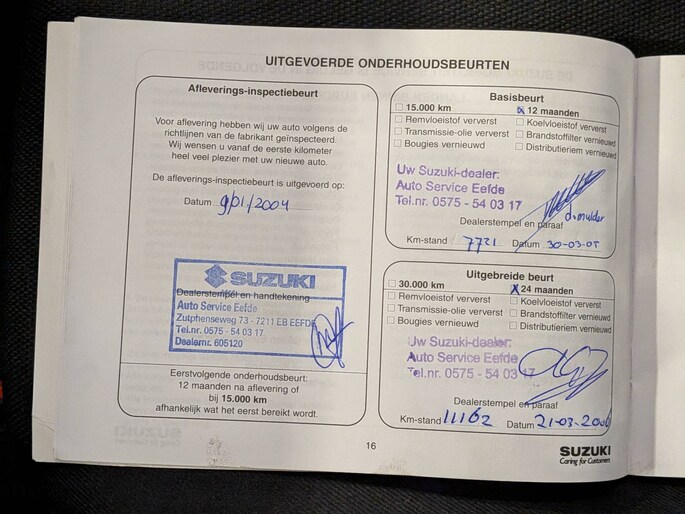 UITGEVOERDE ONDERHOUDSBEURTEN
Afleverings-inspectiebeurt
Voor aflevering hebben wij uw auto volgens de
richtlijnen van de fabrikant geïnspecteerd.
Wij wensen u vanaf de eerste kilometer
heel veel plezier met uw nieuwe auto.
De afleverings-inspectiebeurt is uitgevoerd op:
Datum 9/01/2004
SUZUKI
Dealerstempel en handtekening
Auto Service Eefde
Zutphenseweg 73 - 7211 EB EEFDE
Tel.nr. 0575 - 54 03 17
Dealernr. 605120
Eerstvolgende onderhoudsbeurt:
12 maanden na aflevering of
bij 15.000 km
afhankelijk wat het eerst bereikt wordt.
Basisbeurt
15.000 km 12 maanden
Remvloeistof ververst Koelvloeistof ververst
Transmissie-olie ververst Brandstoffilter vernieuwd
Bougies vernieuwd Distributieriem vernieuwd
Uw Suzuki-dealer:
Auto Service Eefde
Tel.nr. 0575 - 54 03 17
d.mulder
Dealerstempel en paraaf
Km-stand 7721 Datum 30-03-05
Uitgebreide beurt
30.000 km 24 maanden
Remvloeistof ververst Koelvloeistof ververst
Transmissie-olie ververst Brandstoffilter vernieuwd
Bougies vernieuwd Distributieriem vernieuwd
Uw Suzuki-dealer:
Auto Service Eefde
Tel.nr. 0575 - 54 03 17
Dealerstempel en paraaf
Km-stand 11162 Datum 21-03-2006
16
SUZUKI
Caring for Customers